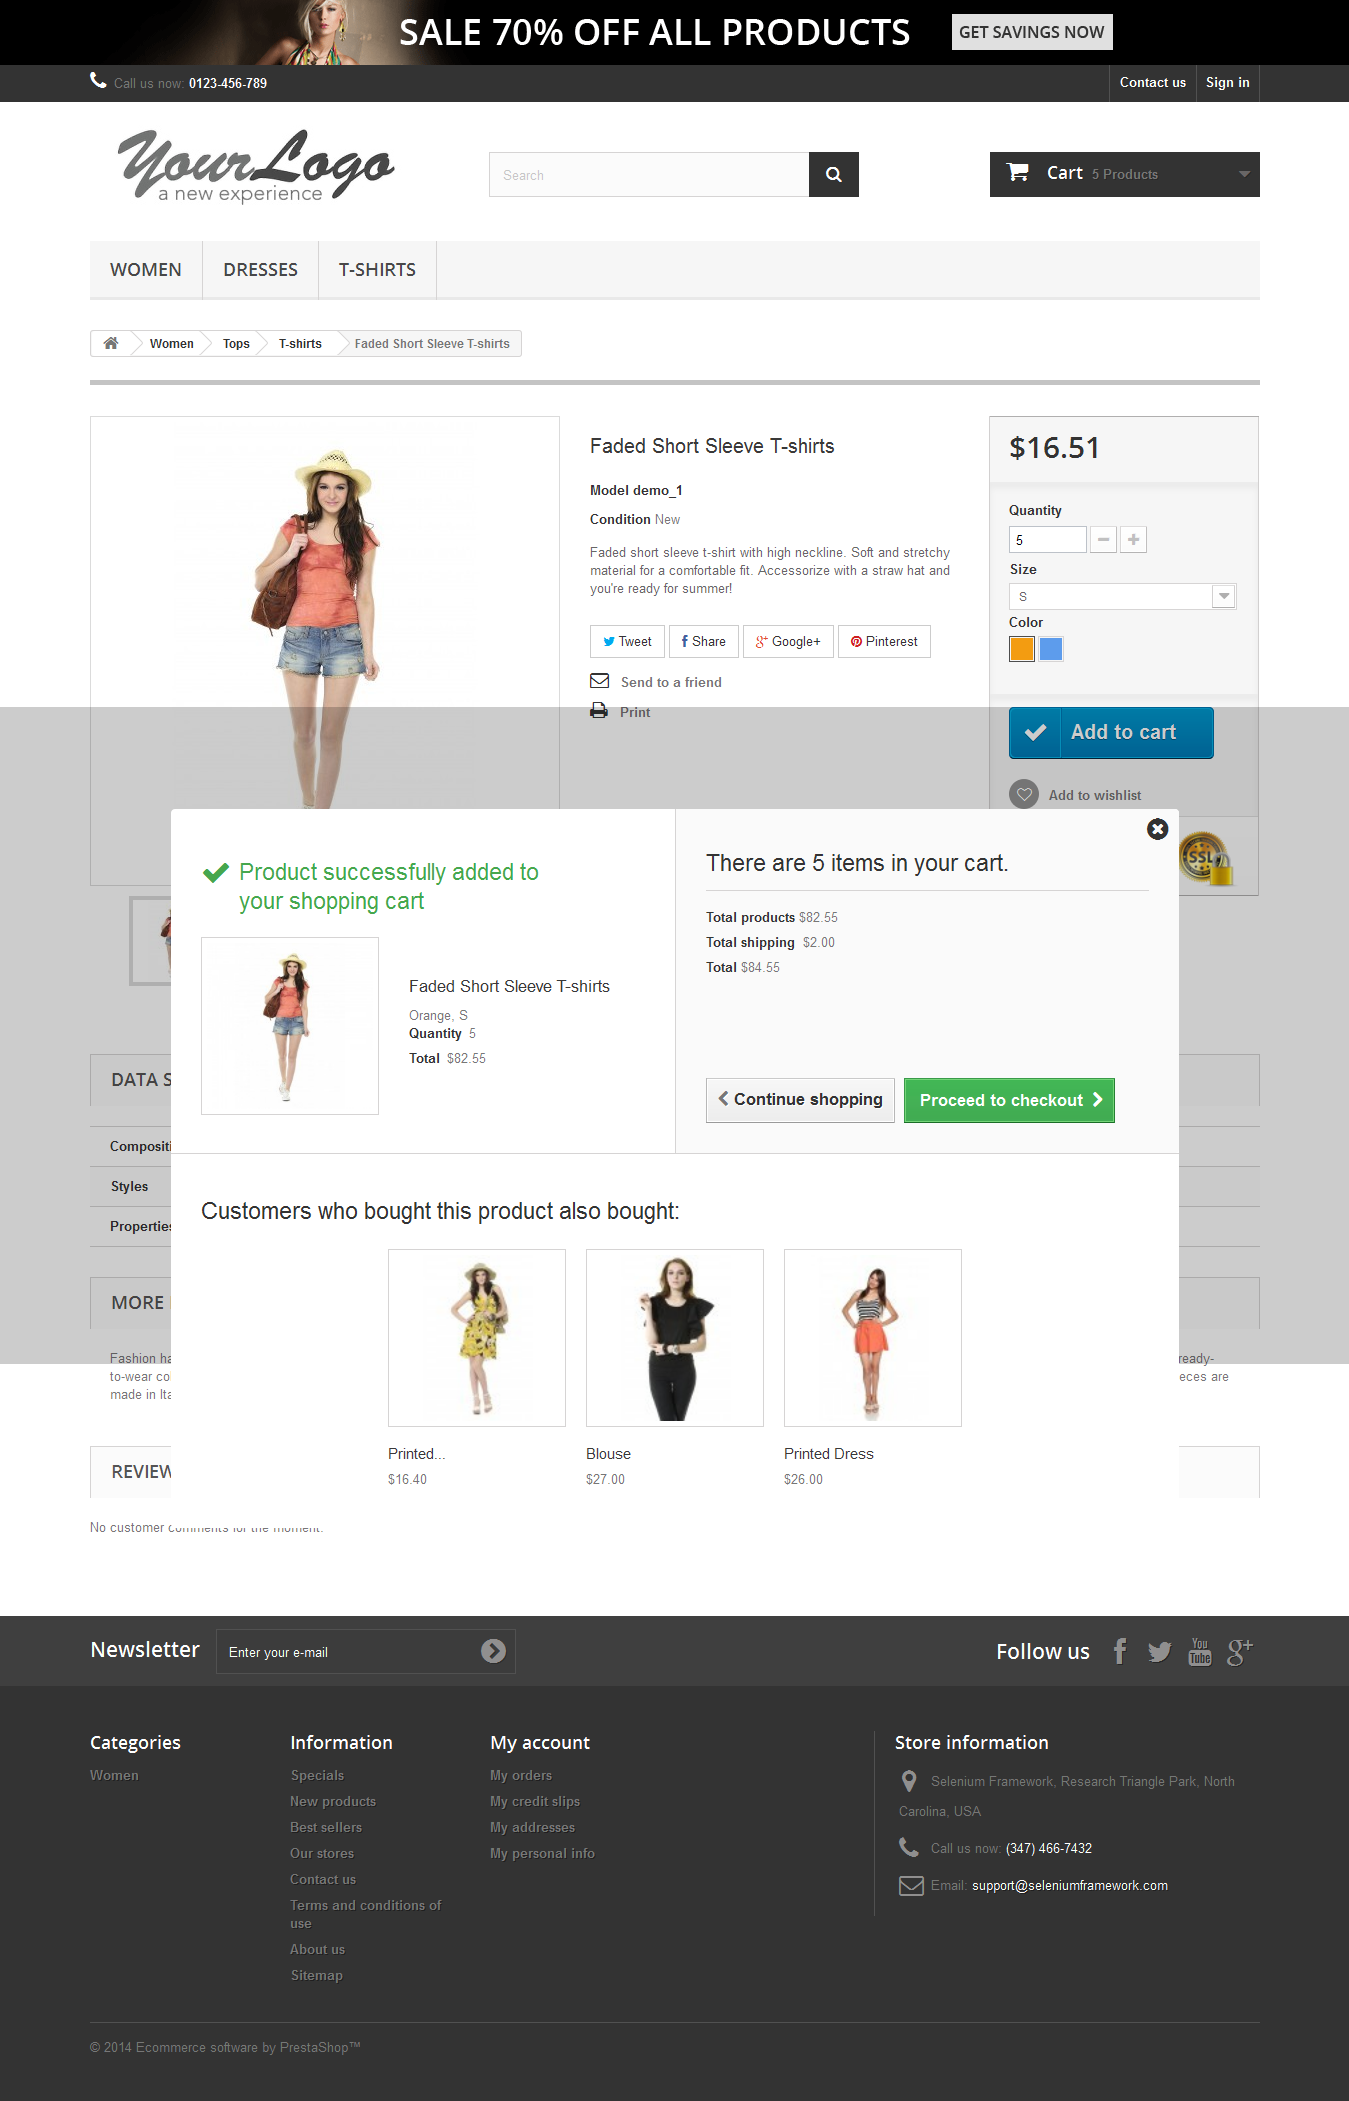 SALE 70% OFF ALL PRODUCTS GET SAVINGS NOW
Call us now: 0123-456-789
Contact us
Sign in
YourLogo
a new experience
Search
Cart 5 Products
WOMEN
DRESSES
T-SHIRTS
Women
Tops
T-shirts
Faded Short Sleeve T-shirts
Faded Short Sleeve T-shirts
Model demo_1
Condition New
Faded short sleeve t-shirt with high neckline. Soft and stretchy
material for a comfortable fit. Accessorize with a straw hat and
you're ready for summer!
Tweet
Share
Google+
Pinterest
Send to a friend
Print
$16.51
Quantity
5
Size
S
Color
Add to cart
Add to wishlist
SSL
Product successfully added to
your shopping cart
Faded Short Sleeve T-shirts
Orange, S
Quantity 5
Total $82.55
There are 5 items in your cart.
Total products $82.55
Total shipping $2.00
Total $84.55
Continue shopping
Proceed to checkout
DATA S
Compositi
Styles
Properties
MORE
Customers who bought this product also bought:
Printed...
$16.40
Blouse
$27.00
Printed Dress
$26.00
Fashion ha
ready-
to-wear co
eces are
made in Ita
REVIEW
No customer comments for the moment.
Newsletter
Enter your e-mail
Follow us
You
Tube
Categories
Women
Information
Specials
New products
Best sellers
Our stores
Contact us
Terms and conditions of
use
About us
Sitemap
My account
My orders
My credit slips
My addresses
My personal info
Store information
Selenium Framework, Research Triangle Park, North
Carolina, USA
Call us now: (347) 466-7432
Email: support@seleniumframework.com
© 2014 Ecommerce software by PrestaShop™